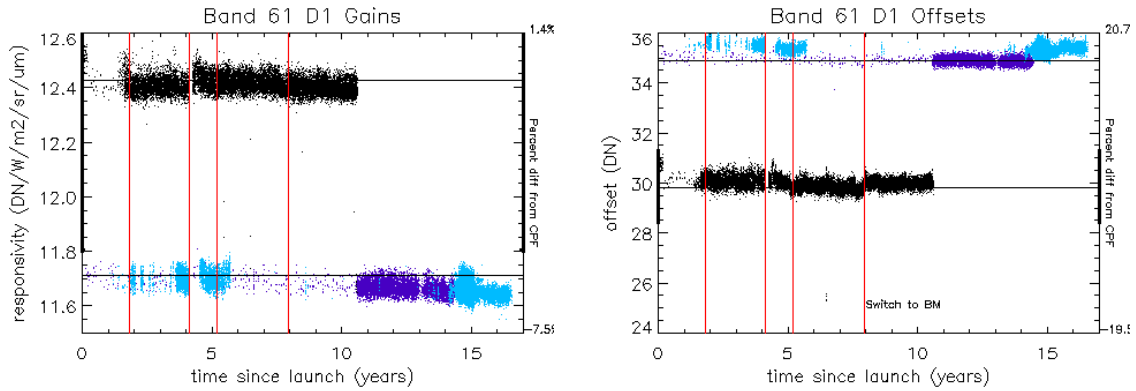 Band 61 D1 Gains
12.6
12.4
12.2
12.0
11.8
11.6
responsivity (DN/W/m2/sr/um)
0
5
10
15
time since launch (years)
1.4%
Percent diff from CPF
-7.5%
Band 61 D1 Offsets
36
34
32
30
28
26
24
offset (DN)
Switch to BM
0
5
10
15
time since launch (years)
20.7
Percent diff from CPF
-19.5